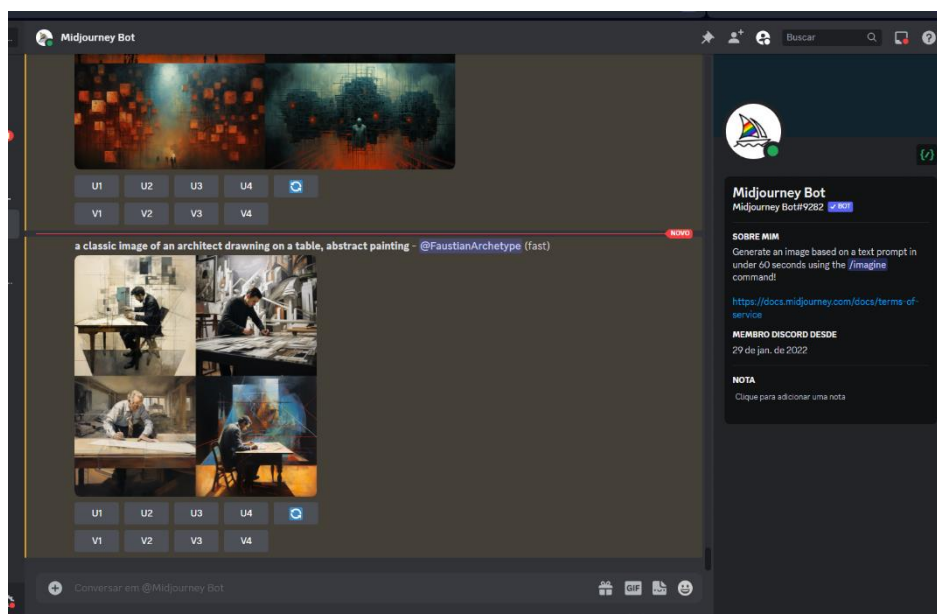 Midjourney Bot
Buscar
U1 U2 U3 U4
V1 V2 V3 V4
NOVO
a classic image of an architect drawning on a table, abstract painting - @FaustianArchetype (fast)
U1 U2 U3 U4
V1 V2 V3 V4
Conversar em @Midjourney Bot
GIF
Midjourney Bot
Midjourney Bot#9282 ✓ BOT
SOBRE MIM
Generate an image based on a text prompt in
under 60 seconds using the /imagine
command!
https://docs.midjourney.com/docs/terms-of-
service
MEMBRO DISCORD DESDE
29 de jan. de 2022
NOTA
Clique para adicionar uma nota